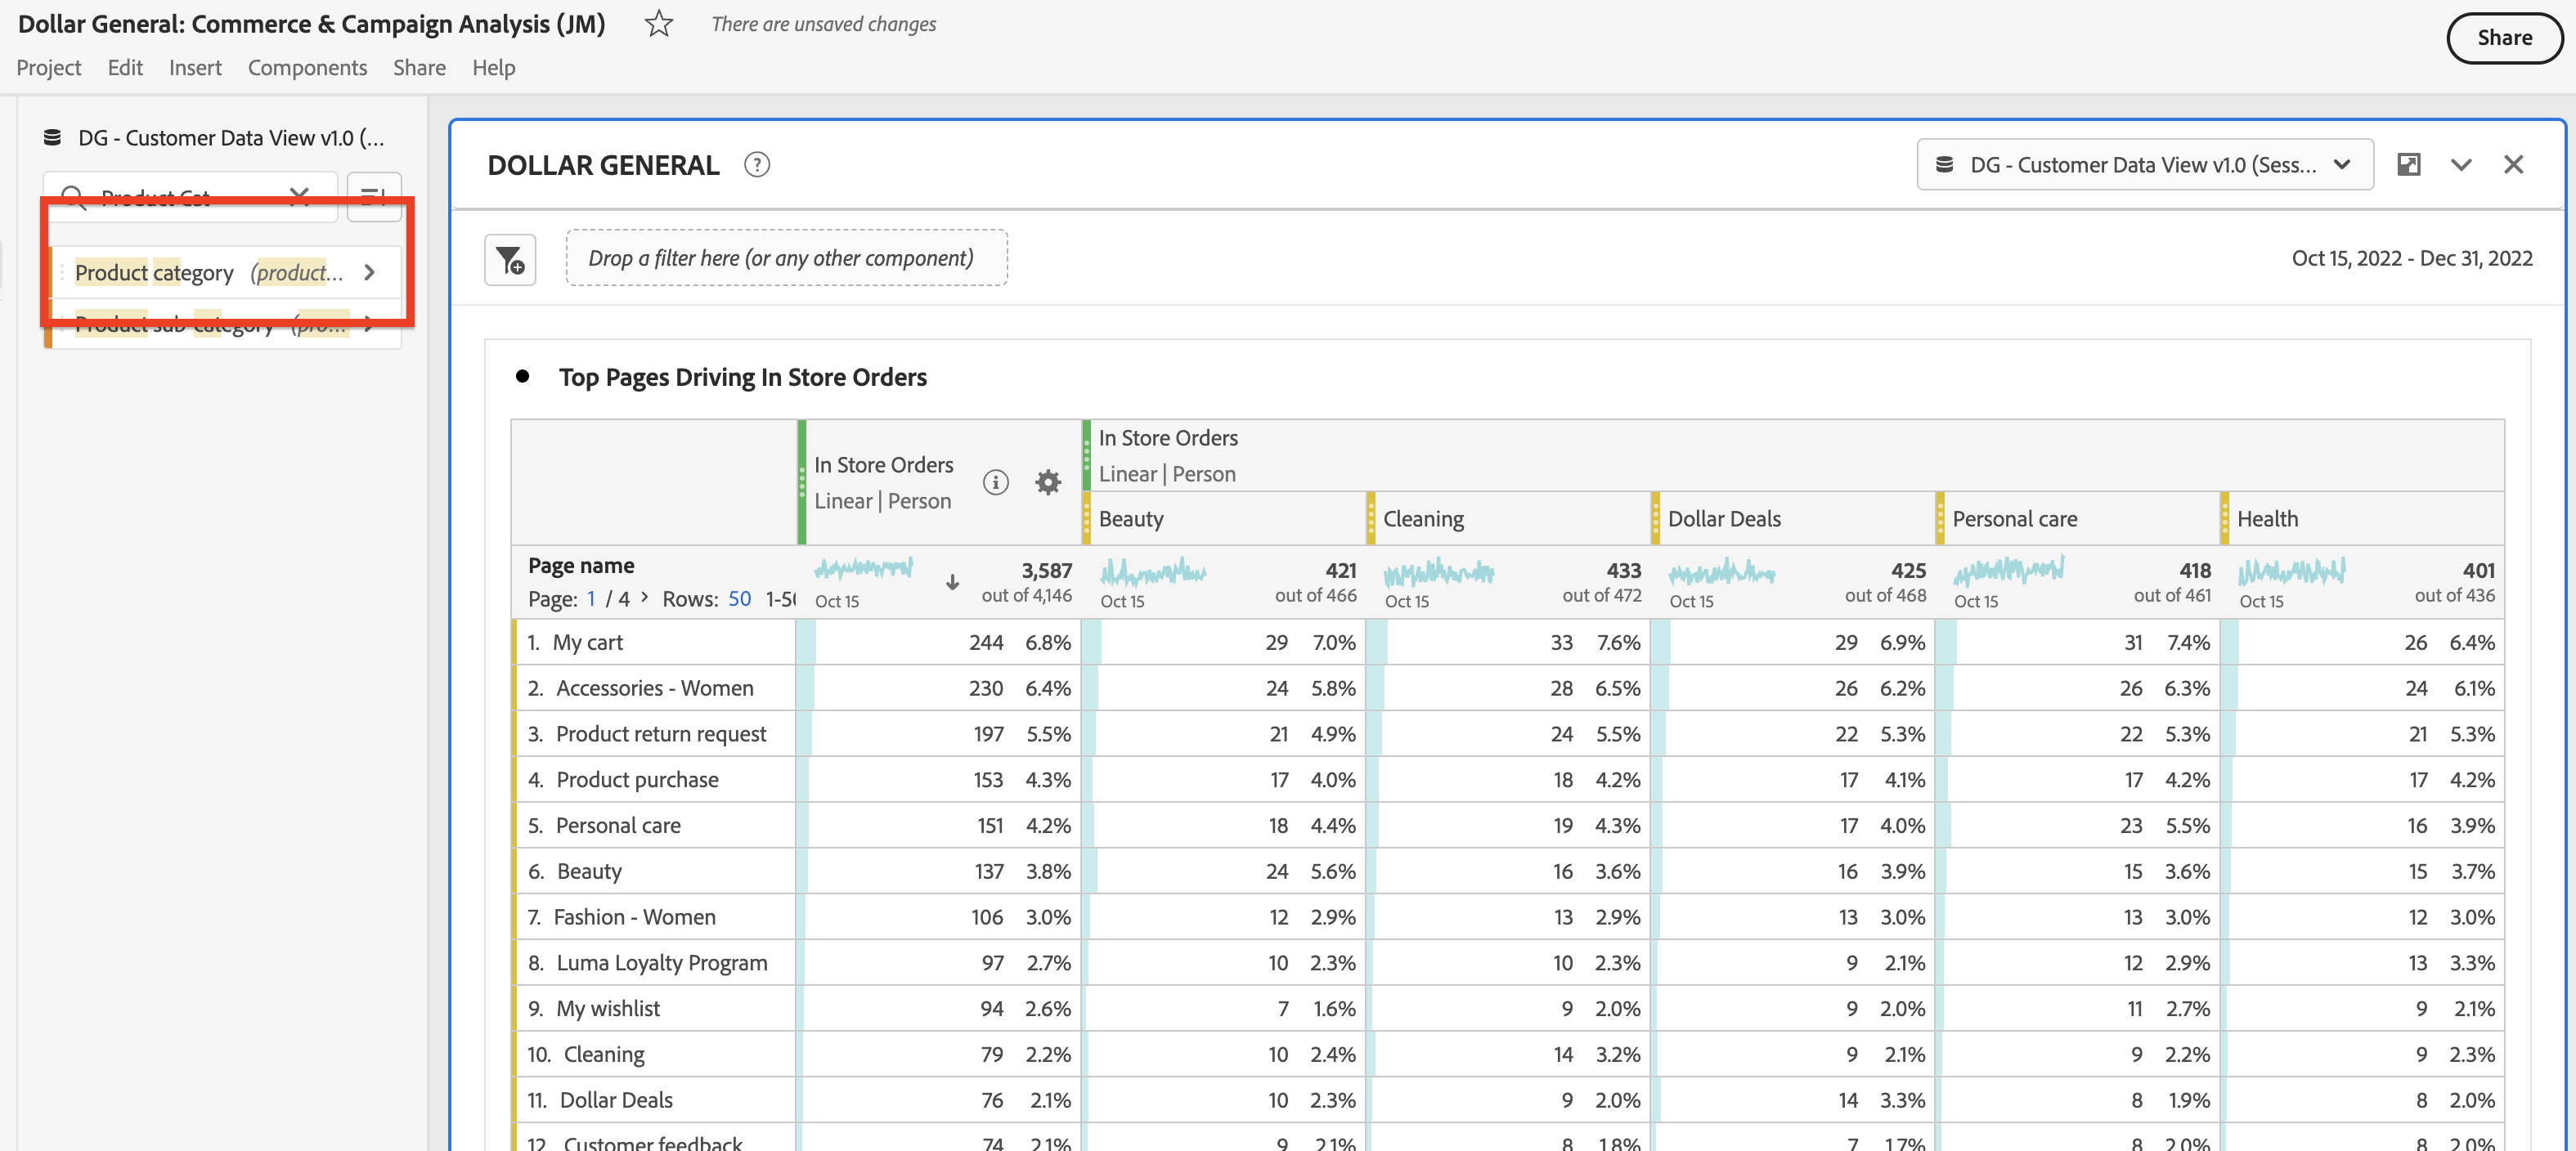 Dollar General: Commerce & Campaign Analysis (JM) There are unsaved changes
Share
Project Edit Insert Components Share Help
DG - Customer Data View v1.0 (...
Product Cat
Product category (product...
Product sub category (pro...
DOLLAR GENERAL ?
DG - Customer Data View v1.0 (Sess...
Drop a filter here (or any other component)
Oct 15, 2022 - Dec 31, 2022
• Top Pages Driving In Store Orders
In Store Orders
Linear | Person
In Store Orders
Linear | Person
Beauty Cleaning Dollar Deals Personal care Health
Page name
Page: 1 / 4 > Rows: 50 1-50
Oct 15 ↓ 3,587 out of 4,146
Oct 15 421 out of 466
Oct 15 433 out of 472
Oct 15 425 out of 468
Oct 15 418 out of 461
Oct 15 401 out of 436
1. My cart 244 6.8% 29 7.0% 33 7.6% 29 6.9% 31 7.4% 26 6.4%
2. Accessories - Women 230 6.4% 24 5.8% 28 6.5% 26 6.2% 26 6.3% 24 6.1%
3. Product return request 197 5.5% 21 4.9% 24 5.5% 22 5.3% 22 5.3% 21 5.3%
4. Product purchase 153 4.3% 17 4.0% 18 4.2% 17 4.1% 17 4.2% 17 4.2%
5. Personal care 151 4.2% 18 4.4% 19 4.3% 17 4.0% 23 5.5% 16 3.9%
6. Beauty 137 3.8% 24 5.6% 16 3.6% 16 3.9% 15 3.6% 15 3.7%
7. Fashion - Women 106 3.0% 12 2.9% 13 2.9% 13 3.0% 13 3.0% 12 3.0%
8. Luma Loyalty Program 97 2.7% 10 2.3% 10 2.3% 9 2.1% 12 2.9% 13 3.3%
9. My wishlist 94 2.6% 7 1.6% 9 2.0% 9 2.0% 11 2.7% 9 2.1%
10. Cleaning 79 2.2% 10 2.4% 14 3.2% 9 2.1% 9 2.2% 9 2.3%
11. Dollar Deals 76 2.1% 10 2.3% 9 2.0% 14 3.3% 8 1.9% 8 2.0%
12. Customer feedback 74 2.1% 9 2.1% 8 1.8% 7 1.7% 8 2.0% 8 2.0%